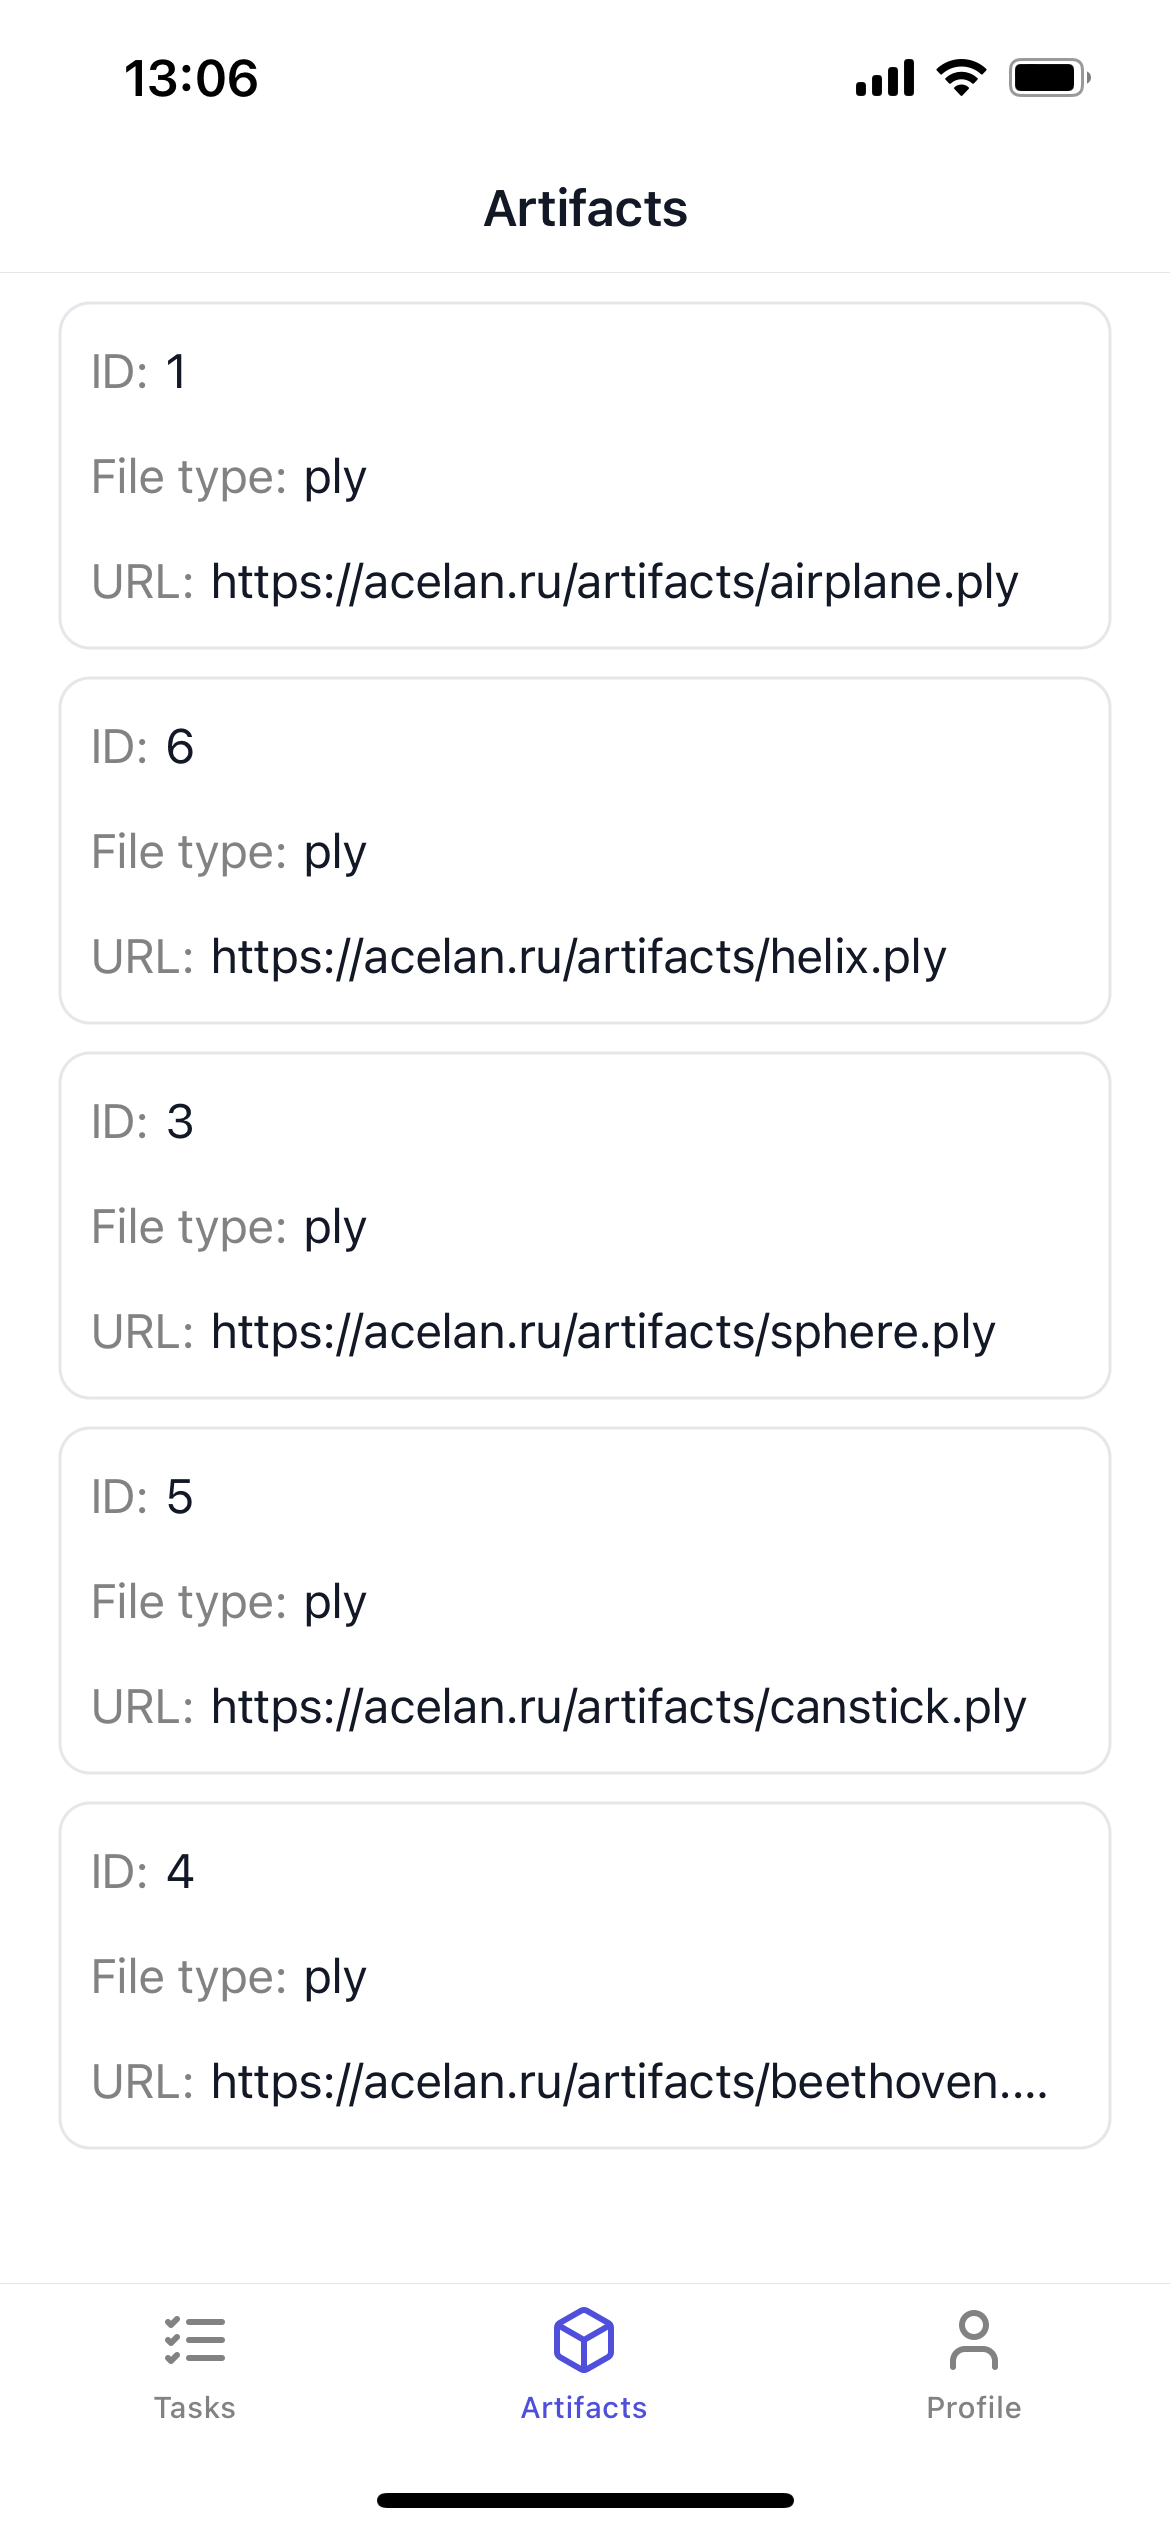 13:06
Artifacts
ID: 1
File type: ply
URL: https://acelan.ru/artifacts/airplane.ply
ID: 6
File type: ply
URL: https://acelan.ru/artifacts/helix.ply
ID: 3
File type: ply
URL: https://acelan.ru/artifacts/sphere.ply
ID: 5
File type: ply
URL: https://acelan.ru/artifacts/canstick.ply
ID: 4
File type: ply
URL: https://acelan.ru/artifacts/beethoven....
Tasks
Artifacts
Profile